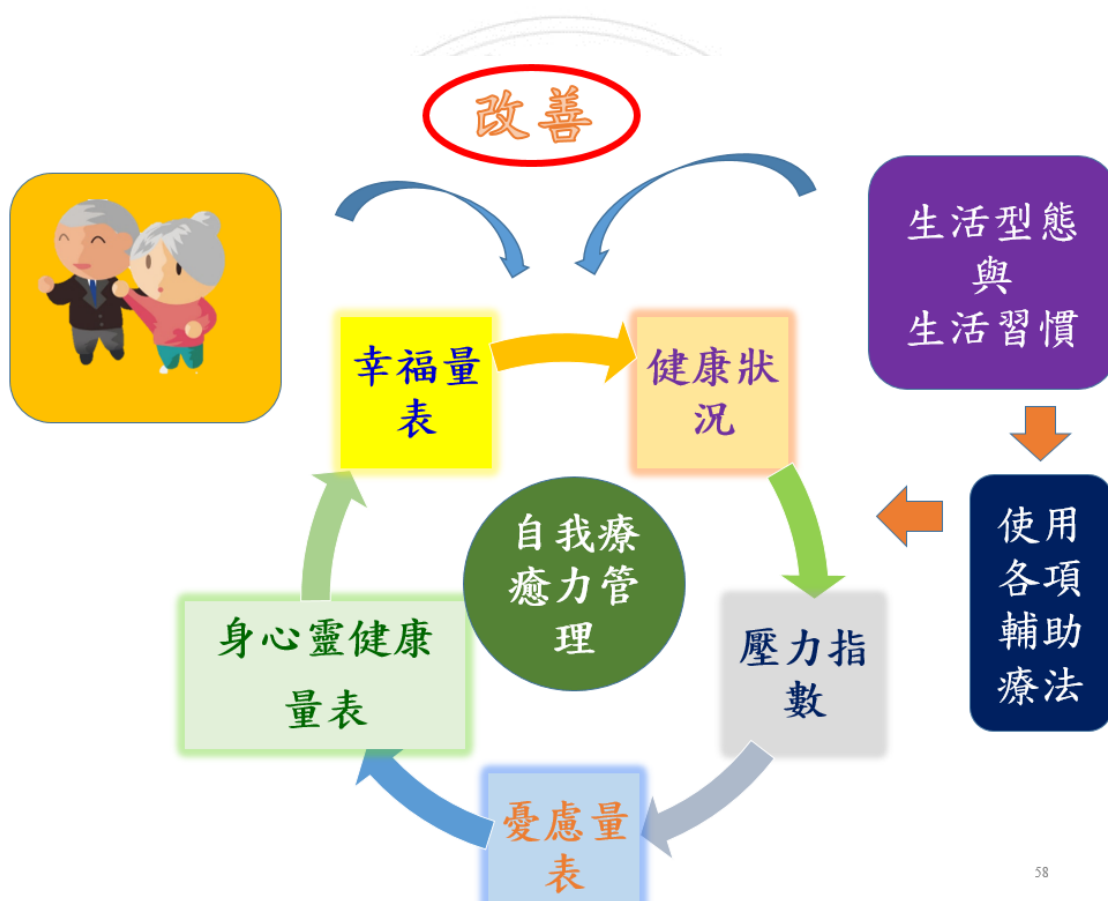 改善
生活型態
與
生活習慣
幸福量
表
健康狀
況
自我療
癒力管
理
使用
各項
輔助
療法
身心靈健康
量表
壓力指
數
憂慮量
表
58